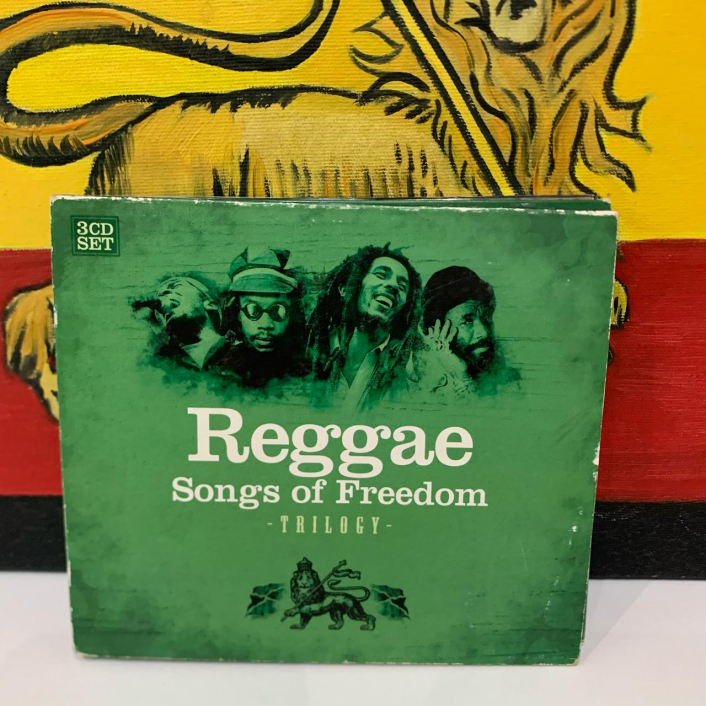 3CD
SET
Reggae
Songs of Freedom
-TRILOGY-